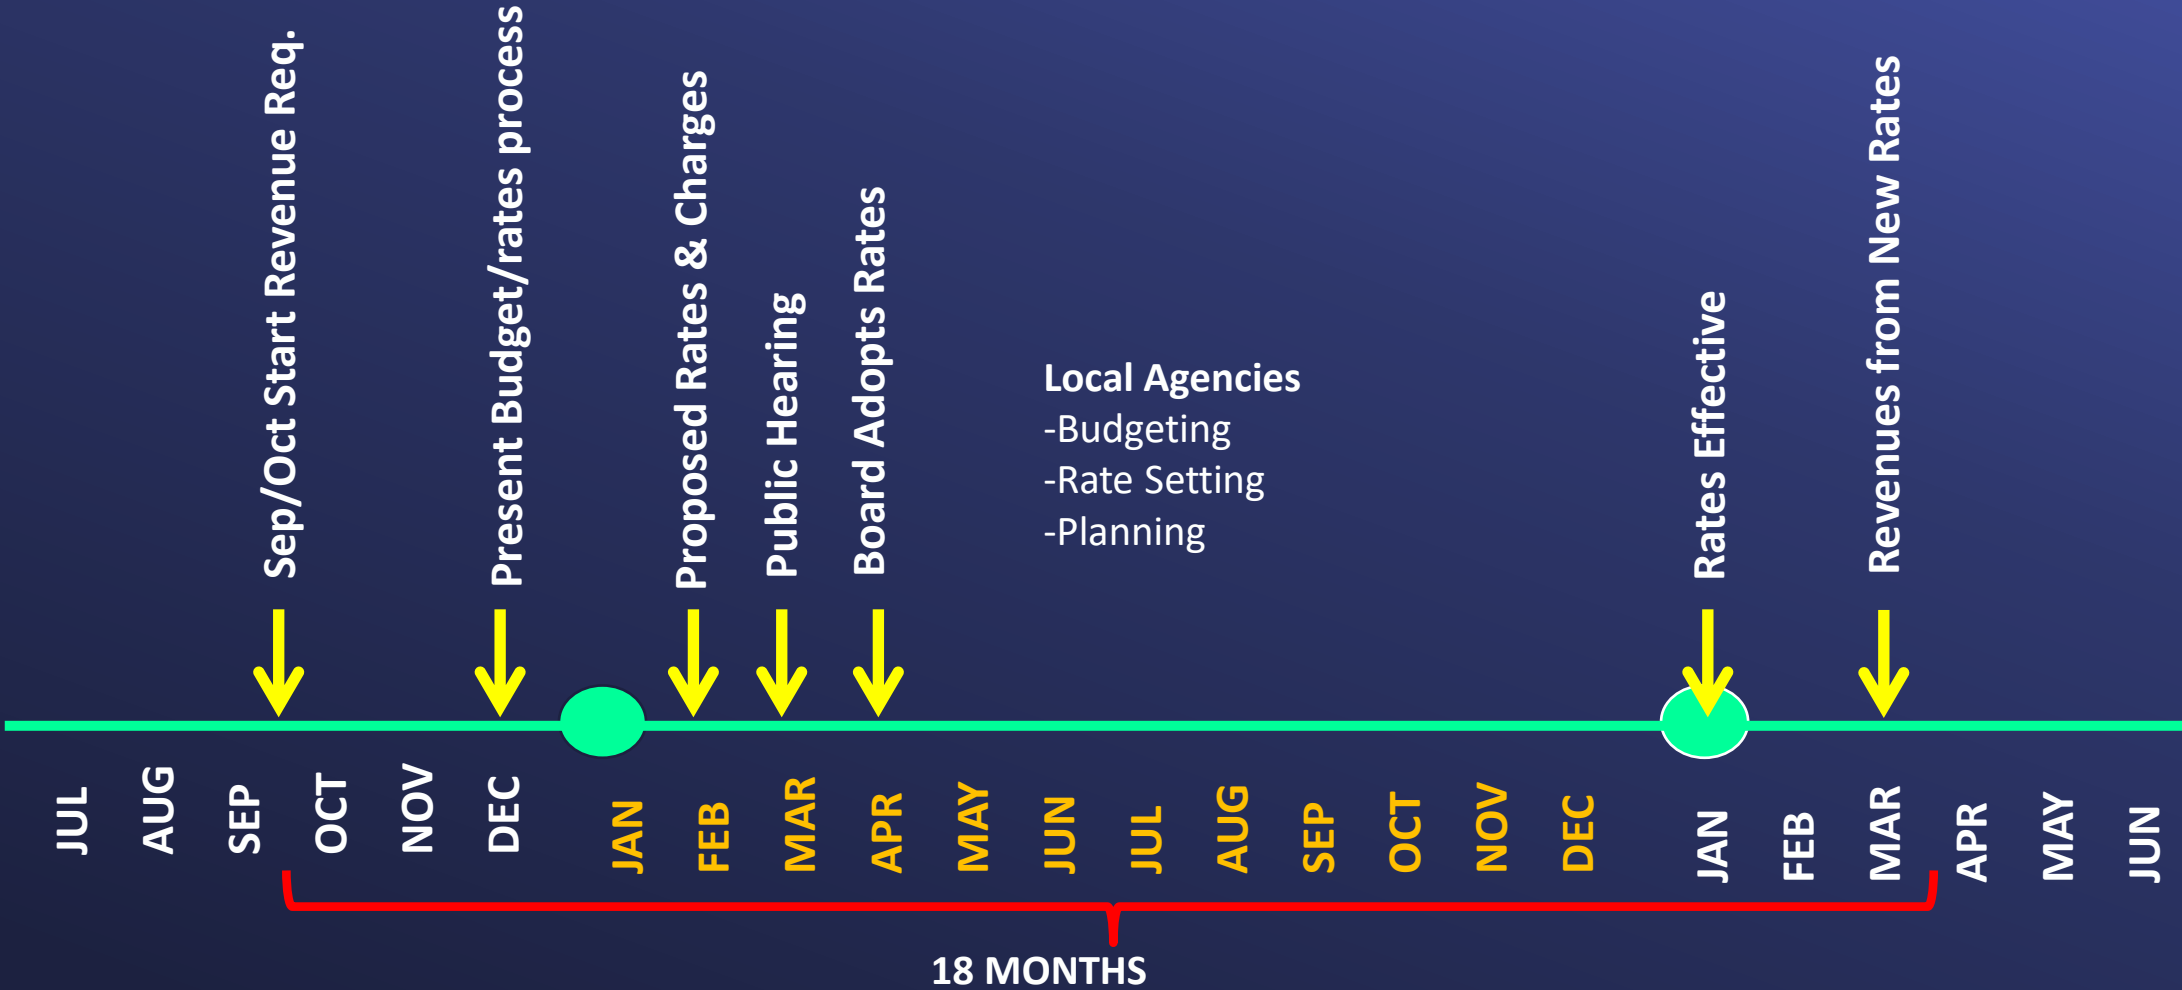 Sep/Oct Start Revenue Req.
Present Budget/rates process
Proposed Rates & Charges
Public Hearing
Board Adopts Rates
Local Agencies
-Budgeting
-Rate Setting
-Planning
Rates Effective
Revenues from New Rates
JUL
AUG
SEP
OCT
NOV
DEC
JAN
FEB
MAR
APR
MAY
JUN
JUL
AUG
SEP
OCT
NOV
DEC
JAN
FEB
MAR
APR
MAY
JUN
18 MONTHS